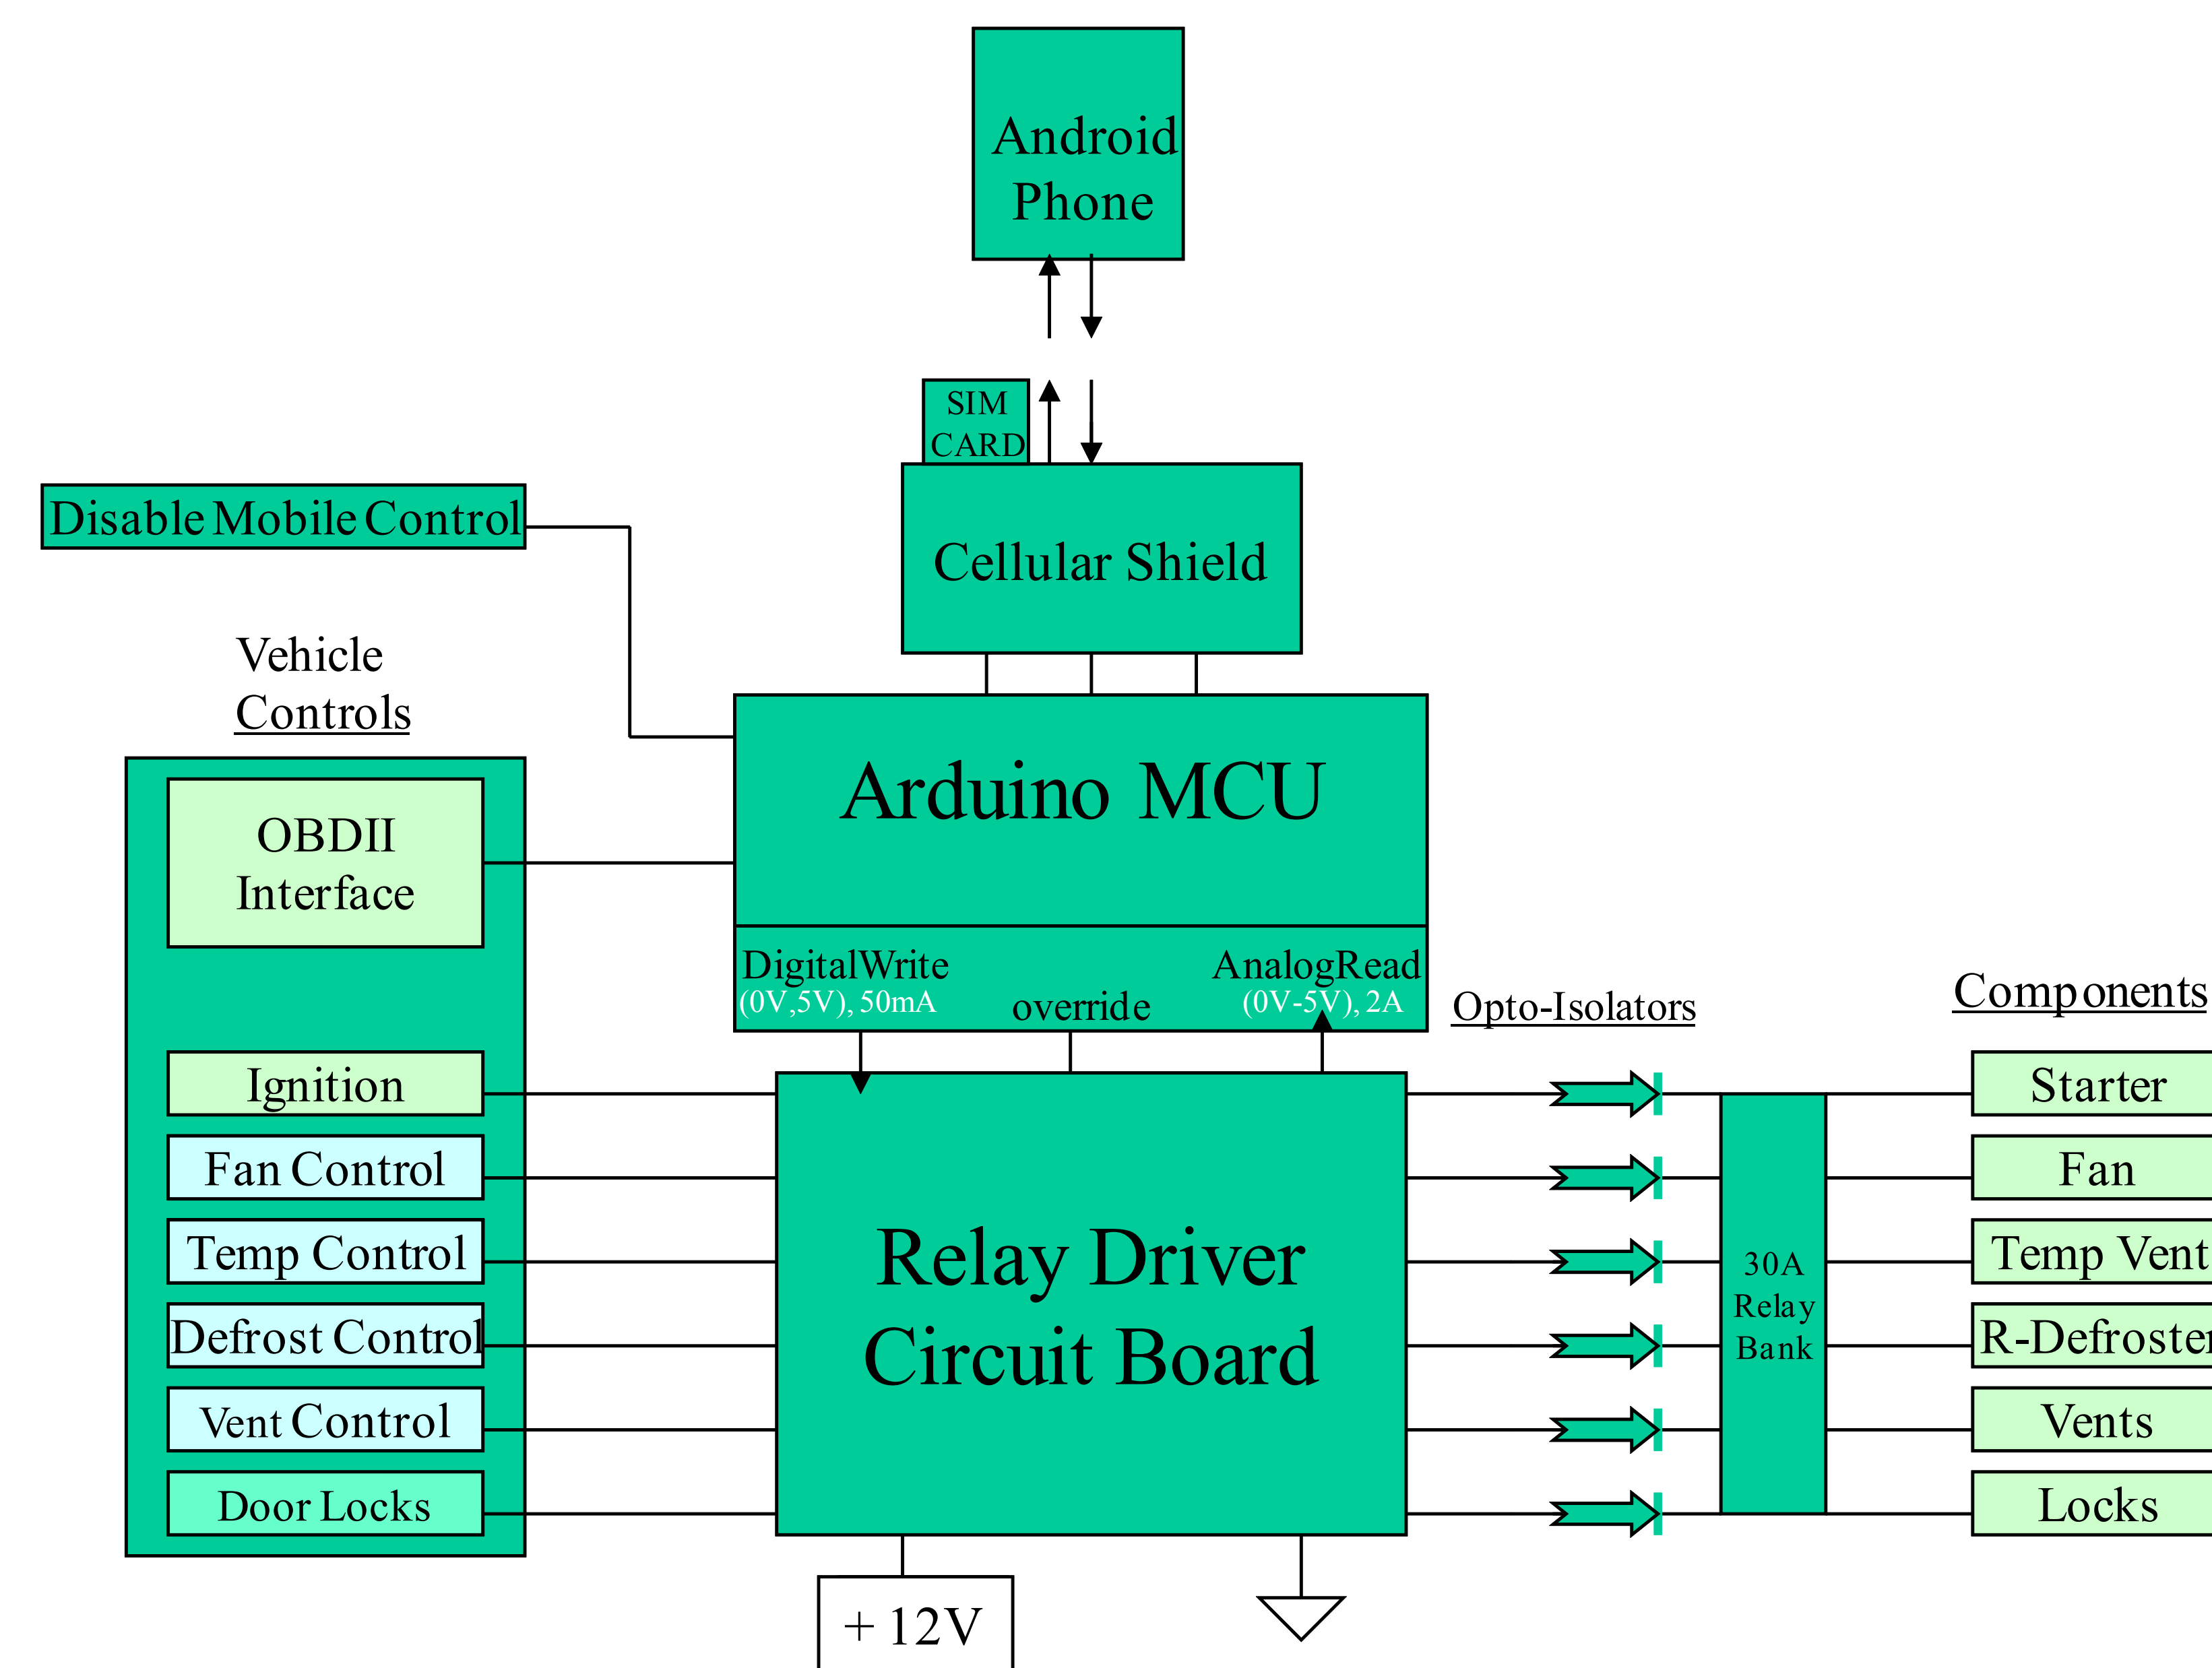 Android
Phone
SIM
CARD
Cellular Shield
Disable Mobile Control
Vehicle
Controls
OBDII
Interface
Arduino MCU
DigitalWrite
(0V,5V), 50mA
override
AnalogRead
(0V-5V), 2A
Opto-Isolators
Components
Ignition
Fan Control
Temp Control
Defrost Control
Vent Control
Door Locks
Relay Driver
Circuit Board
30A
Relay
Bank
Starter
Fan
Temp Vent
R-Defroster
Vents
Locks
+ 12V